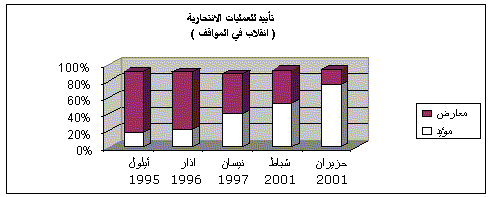 تأييد للعمليات الانتحارية
( انقلاب في المواقف )
100%
80%
60%
40%
20%
0%
معارض
مؤيد
أيلول اذار نيسان شباط حزيران
1995 1996 1997 2001 2001